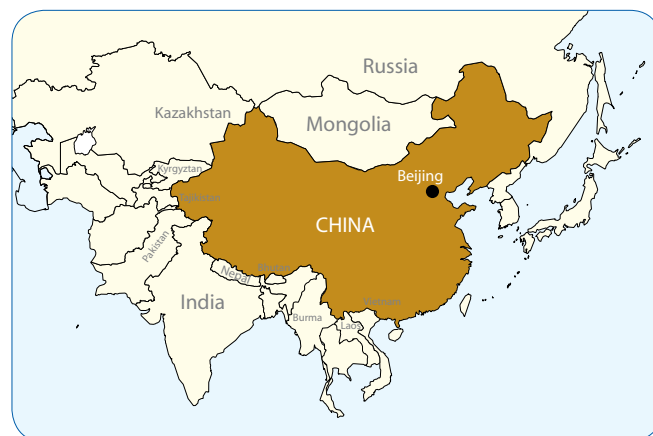 Russia
Kazakhstan
Mongolia
Kyrgyztan
Beijing
Tajikistan
CHINA
Pakistan
Nepal
Bhutan
India
Vietnam
Burma
Laos